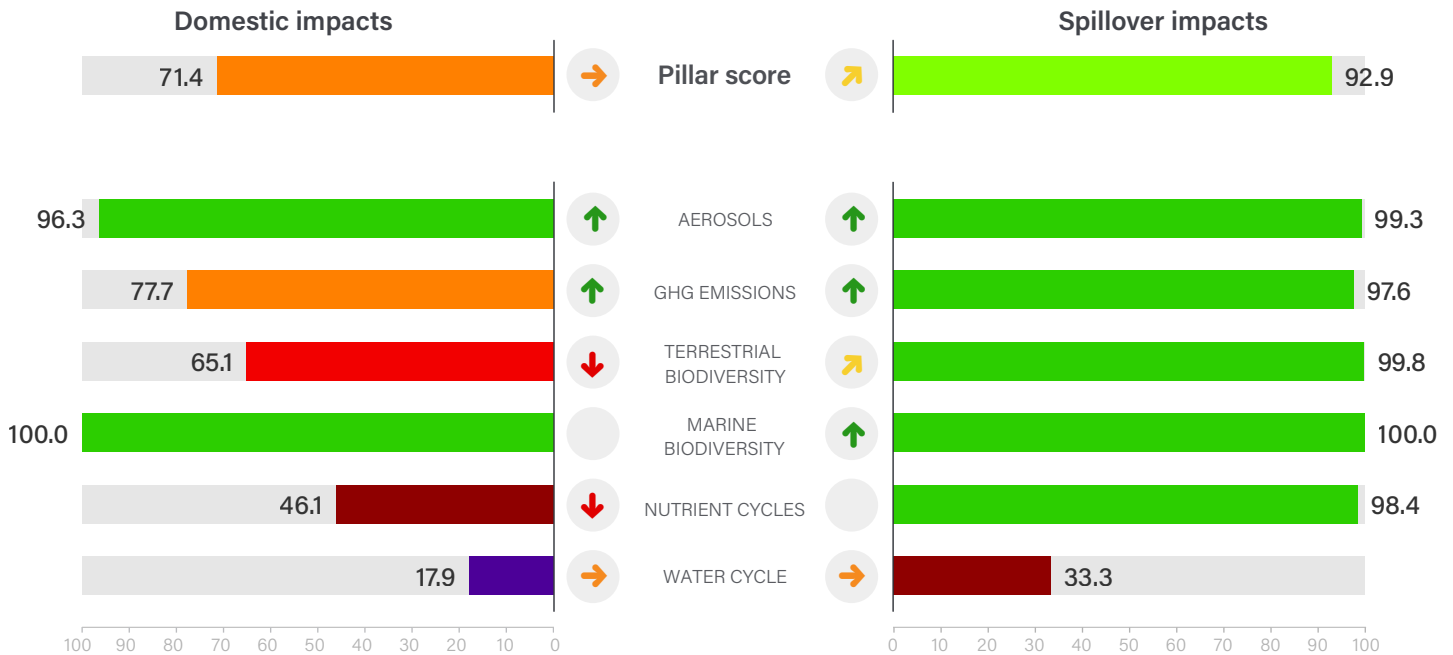 Domestic impacts
Spillover impacts
71.4
Pillar score
92.9
96.3
AEROSOLS
99.3
77.7
GHG EMISSIONS
97.6
65.1
TERRESTRIAL
BIODIVERSITY
99.8
100.0
MARINE
BIODIVERSITY
100.0
46.1
NUTRIENT CYCLES
98.4
17.9
WATER CYCLE
33.3
100 90 80 70 60 50 40 30 20 10 0
0 10 20 30 40 50 60 70 80 90 100